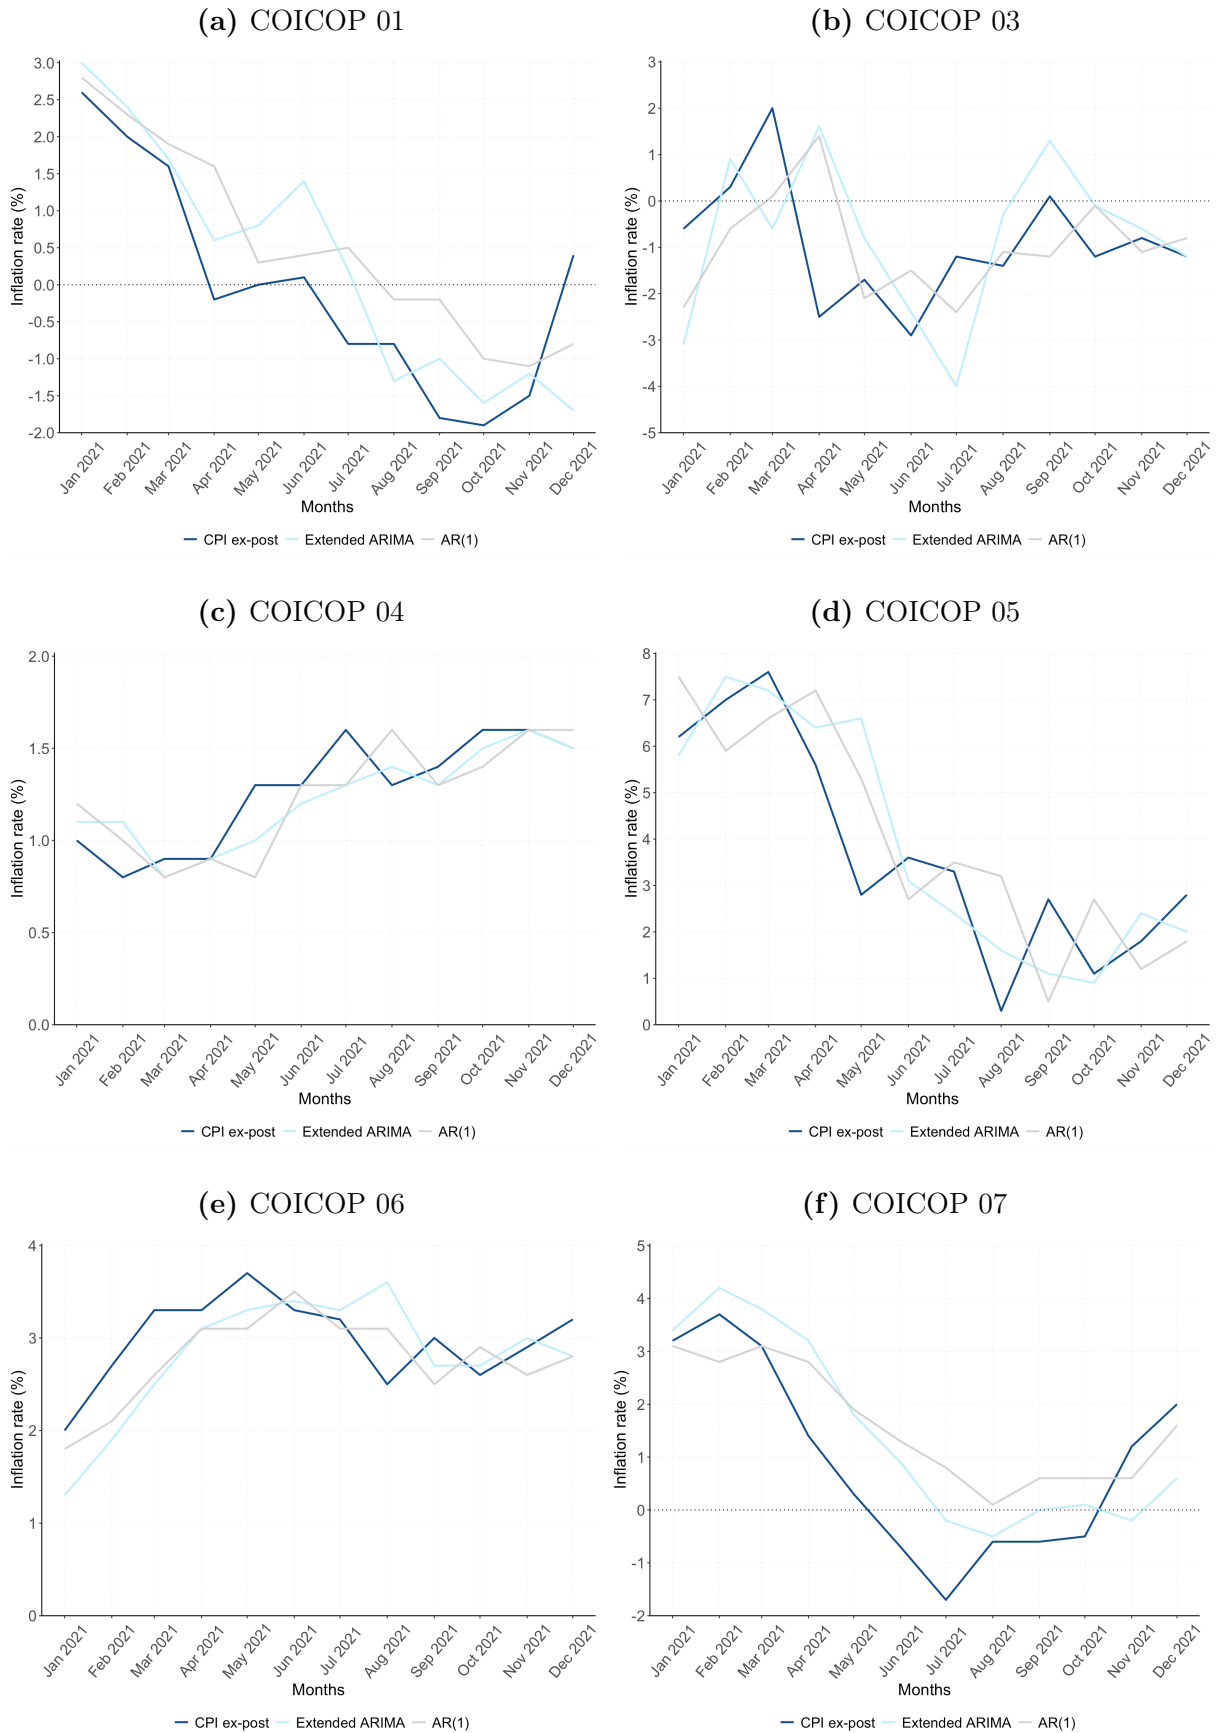 (a) COICOP 01
3.0
2.5
2.0
1.5
1.0
0.5
0.0
-0.5
-1.0
-1.5
-2.0
Inflation rate (%)
Jan 2021 Feb 2021 Mar 2021 Apr 2021 May 2021 Jun 2021 Jul 2021 Aug 2021 Sep 2021 Oct 2021 Nov 2021 Dec 2021
Months
CPI ex-post Extended ARIMA AR(1)
(b) COICOP 03
3
2
1
0
-1
-2
-3
-4
-5
Inflation rate (%)
Jan 2021 Feb 2021 Mar 2021 Apr 2021 May 2021 Jun 2021 Jul 2021 Aug 2021 Sep 2021 Oct 2021 Nov 2021 Dec 2021
Months
CPI ex-post Extended ARIMA AR(1)
(c) COICOP 04
2.0
1.5
1.0
0.5
0.0
Inflation rate (%)
Jan 2021 Feb 2021 Mar 2021 Apr 2021 May 2021 Jun 2021 Jul 2021 Aug 2021 Sep 2021 Oct 2021 Nov 2021 Dec 2021
Months
CPI ex-post Extended ARIMA AR(1)
(d) COICOP 05
8
7
6
5
4
3
2
1
0
Inflation rate (%)
Jan 2021 Feb 2021 Mar 2021 Apr 2021 May 2021 Jun 2021 Jul 2021 Aug 2021 Sep 2021 Oct 2021 Nov 2021 Dec 2021
Months
CPI ex-post Extended ARIMA AR(1)
(e) COICOP 06
4
3
2
1
0
Inflation rate (%)
Jan 2021 Feb 2021 Mar 2021 Apr 2021 May 2021 Jun 2021 Jul 2021 Aug 2021 Sep 2021 Oct 2021 Nov 2021 Dec 2021
Months
CPI ex-post Extended ARIMA AR(1)
(f) COICOP 07
5
4
3
2
1
0
-1
-2
Inflation rate (%)
Jan 2021 Feb 2021 Mar 2021 Apr 2021 May 2021 Jun 2021 Jul 2021 Aug 2021 Sep 2021 Oct 2021 Nov 2021 Dec 2021
Months
CPI ex-post Extended ARIMA AR(1)